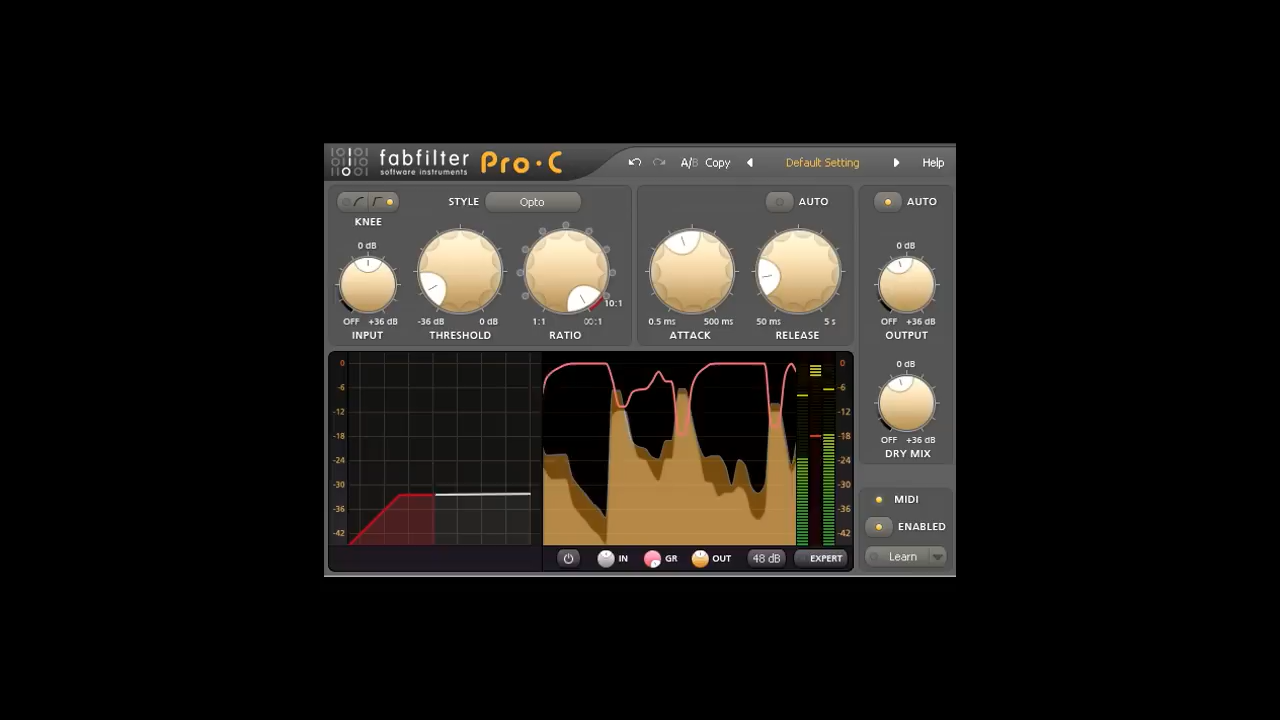 fabfilter Pro·C
software instruments
A/B Copy Default Setting Help
STYLE Opto
KNEE
0 dB
OFF +36 dB
INPUT
-36 dB 0 dB
THRESHOLD
10:1
1:1 ∞:1
RATIO
AUTO
0.5 ms 500 ms
ATTACK
50 ms 5 s
RELEASE
AUTO
0 dB
OFF +36 dB
OUTPUT
0 dB
OFF +36 dB
DRY MIX
MIDI
ENABLED
Learn
0
-6
-12
-18
-24
-30
-36
-42
0
-6
-12
-18
-24
-30
-36
-42
IN GR OUT 48 dB EXPERT